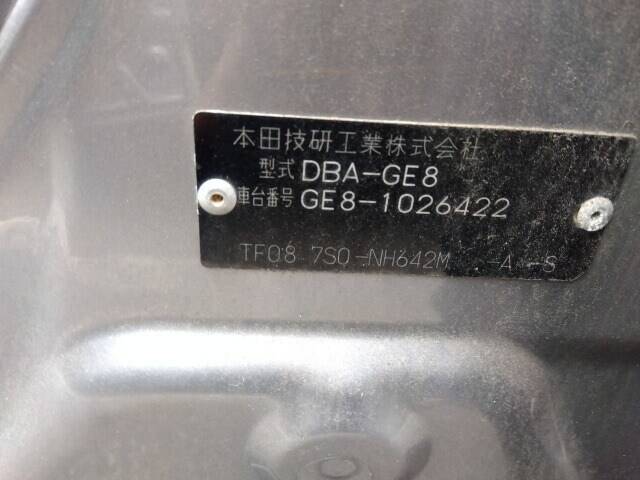 本田技研工業株式会社
型式 DBA-GE8
車台番号 GE8-1026422
TF08 7S0-NH642M -A -S